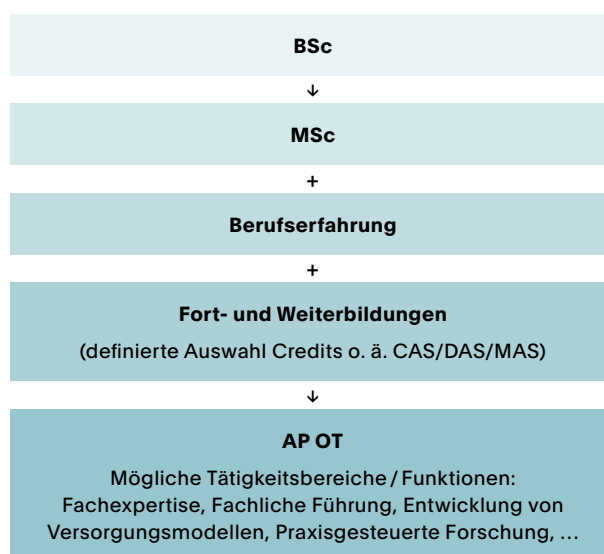 BSc
↓
MSc
+
Berufserfahrung
+
Fort- und Weiterbildungen
(definierte Auswahl Credits o. ä. CAS/DAS/MAS)
↓
AP OT
Mögliche Tätigkeitsbereiche / Funktionen:
Fachexpertise, Fachliche Führung, Entwicklung von
Versorgungsmodellen, Praxisgesteuerte Forschung, …